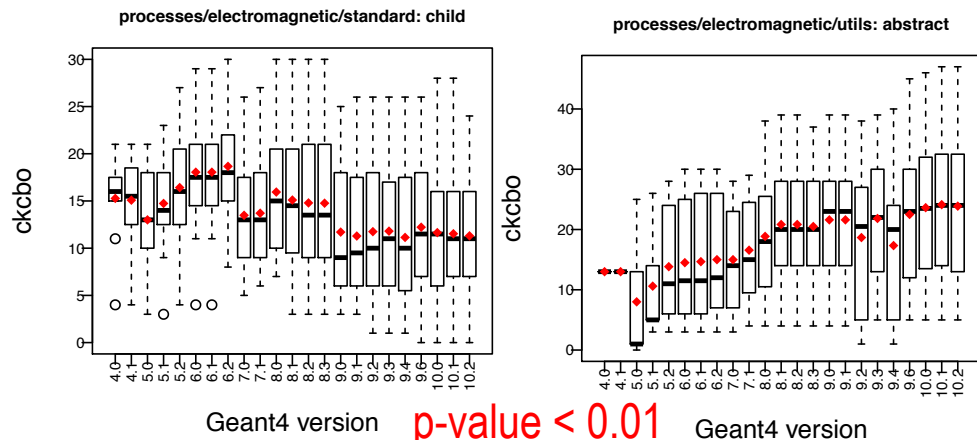 processes/electromagnetic/standard: child
ckcbo
30
25
20
15
10
5
0
4.0 4.1 5.0 5.1 5.2 6.0 6.1 6.2 7.0 7.1 8.0 8.1 8.2 8.3 9.0 9.1 9.2 9.3 9.4 9.6 10.0 10.1 10.2
Geant4 version
processes/electromagnetic/utils: abstract
ckcbo
40
30
20
10
0
4.0 4.1 5.0 5.1 5.2 6.0 6.1 6.2 7.0 7.1 8.0 8.1 8.2 8.3 9.0 9.1 9.2 9.3 9.4 9.6 10.0 10.1 10.2
Geant4 version
p-value < 0.01